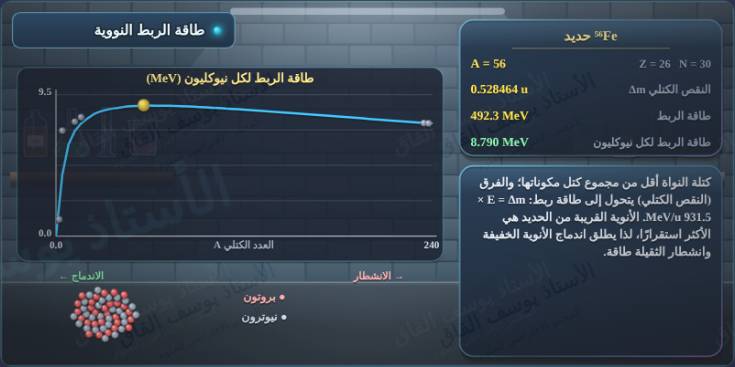 طاقة الربط النووية
⁵⁶Fe حديد
Z = 26 N = 30
A = 56
النقص الكتلي Δm
0.528464 u
طاقة الربط
492.3 MeV
طاقة الربط لكل نيوكليون
8.790 MeV
كتلة النواة أقل من مجموع كتل مكوناتها؛ والفرق
(النقص الكتلي) يتحول إلى طاقة ربط: E = Δm ×
931.5 MeV/u. الأنوية القريبة من الحديد هي
الأكثر استقرارًا، لذا يطلق اندماج الأنوية الخفيفة
وانشطار الثقيلة طاقة.
طاقة الربط لكل نيوكليون (MeV)
9.5
0.0
0.0
العدد الكتلي A
240
الاندماج ←
→ الانشطار
● بروتون
● نيوترون
الأستاذ يوسف